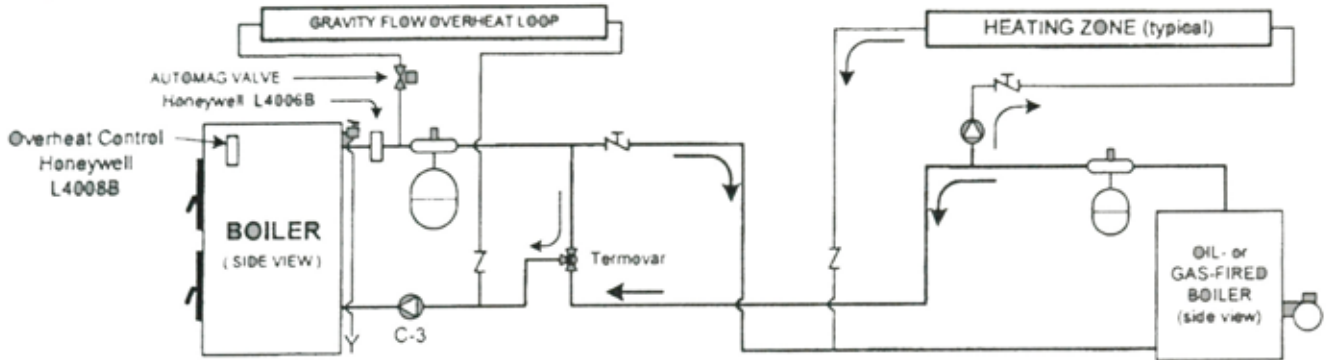 GRAVITY FLOW OVERHEAT LOOP
HEATING ZONE (typical)
AUTOMAG VALVE
Honeywell L4006B
Overheat Control
Honeywell
L4008B
BOILER
( SIDE VIEW )
Termovar
C-3
OIL- or
GAS-FIRED
BOILER
(side view)